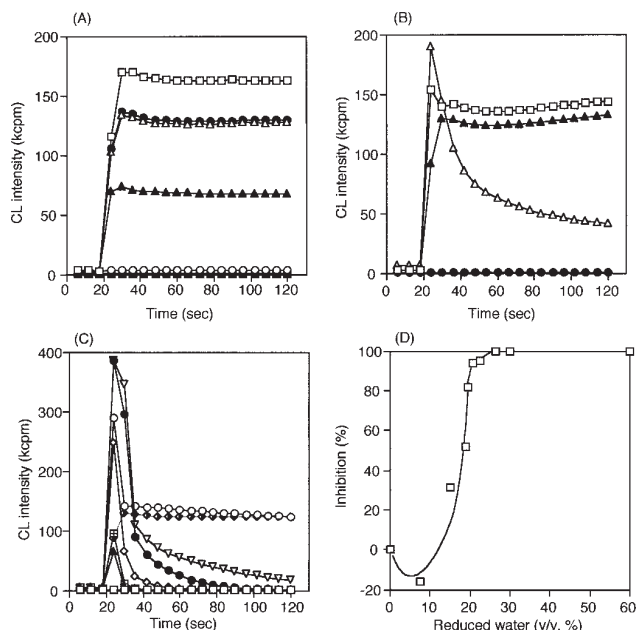 (A)
200
150
100
50
0
CL intensity (kcpm)
0 20 40 60 80 100 120
Time (sec)
(B)
200
150
100
50
0
CL intensity (kcpm)
0 20 40 60 80 100 120
Time (sec)
(C)
400
300
200
100
0
CL intensity (kcpm)
0 20 40 60 80 100 120
Time (sec)
(D)
100
80
60
40
20
0
-20
Inhibition (%)
0 10 20 30 40 50 60
Reduced water (v/v, %)